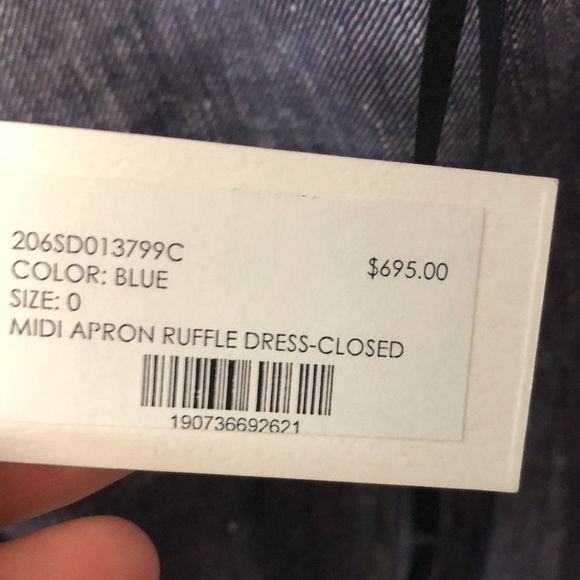 206SD013799C
$695.00
COLOR: BLUE
SIZE: 0
MIDI APRON RUFFLE DRESS-CLOSED
190736692621